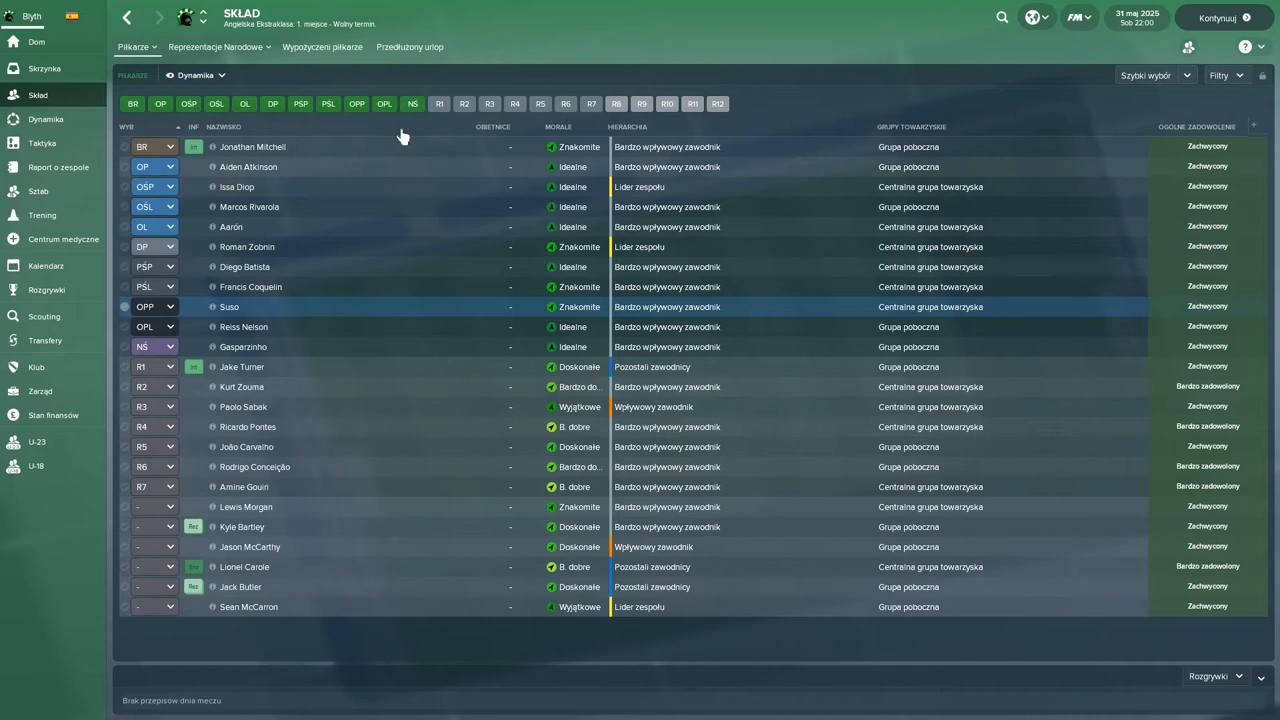 Blyth
SKŁAD
Angielska Ekstraklasa: 1. miejsce - Wolny termin.
FM
31 maj 2025
Sob 22:00
Kontynuuj
Dom
Skrzynka
Skład
Dynamika
Taktyka
Raport o zespole
Sztab
Trening
Centrum medyczne
Kalendarz
Rozgrywki
Scouting
Transfery
Klub
Zarząd
Stan finansów
U-23
U-18
Piłkarze Reprezentacje Narodowe Wypożyczeni piłkarze Przedłużony urlop
PIŁKARZE Dynamika Szybki wybór Filtry
BR OP OŚP OŚL OL DP PŚP PŚL OPP OPL NŚ R1 R2 R3 R4 R5 R6 R7 R8 R9 R10 R11 R12
WYB INF NAZWISKO OBIETNICE MORALE HIERARCHIA GRUPY TOWARZYSKIE OGÓLNE ZADOWOLENIE
BR Int Jonathan Mitchell - Znakomite Bardzo wpływowy zawodnik Grupa poboczna Zachwycony
OP Aiden Atkinson - Idealne Bardzo wpływowy zawodnik Grupa poboczna Zachwycony
OŚP Issa Diop - Idealne Lider zespołu Centralna grupa towarzyska Zachwycony
OŚL Marcos Rivarola - Idealne Bardzo wpływowy zawodnik Grupa poboczna Zachwycony
OL Aarón - Idealne Bardzo wpływowy zawodnik Centralna grupa towarzyska Zachwycony
DP Roman Zobnin - Znakomite Lider zespołu Centralna grupa towarzyska Zachwycony
PŚP Diego Batista - Idealne Bardzo wpływowy zawodnik Centralna grupa towarzyska Zachwycony
PŚL Francis Coquelin - Znakomite Bardzo wpływowy zawodnik Centralna grupa towarzyska Zachwycony
OPP Suso - Znakomite Bardzo wpływowy zawodnik Centralna grupa towarzyska Zachwycony
OPL Reiss Nelson - Idealne Bardzo wpływowy zawodnik Grupa poboczna Zachwycony
NŚ Gasparzinho - Idealne Bardzo wpływowy zawodnik Grupa poboczna Zachwycony
R1 Int Jake Turner - Doskonałe Pozostali zawodnicy Grupa poboczna Zachwycony
R2 Kurt Zouma - Bardzo do... Bardzo wpływowy zawodnik Centralna grupa towarzyska Bardzo zadowolony
R3 Paolo Sabak - Wyjątkowe Wpływowy zawodnik Centralna grupa towarzyska Zachwycony
R4 Ricardo Pontes - B. dobre Bardzo wpływowy zawodnik Centralna grupa towarzyska Bardzo zadowolony
R5 João Carvalho - Doskonałe Bardzo wpływowy zawodnik Centralna grupa towarzyska Zachwycony
R6 Rodrigo Conceição - Bardzo do... Bardzo wpływowy zawodnik Centralna grupa towarzyska Bardzo zadowolony
R7 Amine Gouiri - B. dobre Bardzo wpływowy zawodnik Centralna grupa towarzyska Bardzo zadowolony
- Lewis Morgan - Znakomite Bardzo wpływowy zawodnik Centralna grupa towarzyska Zachwycony
- Rez Kyle Bartley - Doskonałe Bardzo wpływowy zawodnik Grupa poboczna Zachwycony
- Jason McCarthy - Doskonałe Wpływowy zawodnik Grupa poboczna Zachwycony
- Lionel Carole - B. dobre Pozostali zawodnicy Grupa poboczna Bardzo zadowolony
- Rez Jack Butler - Doskonałe Pozostali zawodnicy Grupa poboczna Zachwycony
- Sean McCarron - Wyjątkowe Lider zespołu Grupa poboczna Zachwycony
Rozgrywki
Brak przepisów dnia meczu